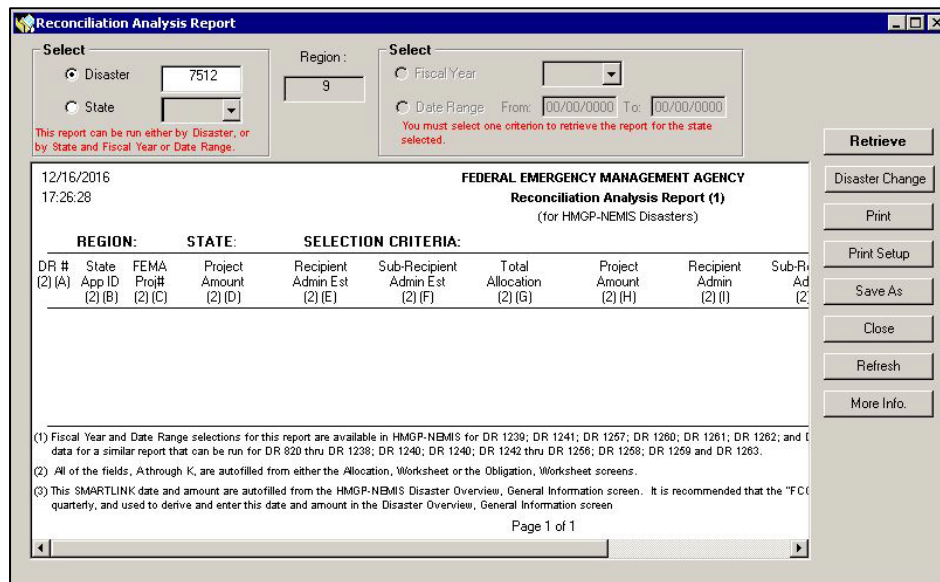 Reconciliation Analysis Report
Select
Disaster 7512
State
This report can be run either by Disaster, or
by State and Fiscal Year or Date Range.
Region :
9
Select
Fiscal Year
Date Range From: 00/00/0000 To: 00/00/0000
You must select one criterion to retrieve the report for the state
selected.
Retrieve
Disaster Change
Print
Print Setup
Save As
Close
Refresh
More Info.
12/16/2016 FEDERAL EMERGENCY MANAGEMENT AGENCY
17:26:28 Reconciliation Analysis Report (1)
(for HMGP-NEMIS Disasters)
REGION: STATE: SELECTION CRITERIA:
DR # State FEMA Project Recipient Sub-Recipient Total Project Recipient Sub-R
(2) (A) App ID Proj# Amount Admin Est Admin Est Allocation Amount Admin Ad
(2) (B) (2) (C) (2) (D) (2) (E) (2) (F) (2) (G) (2) (H) (2) (I) (2)
(1) Fiscal Year and Date Range selections for this report are available in HMGP-NEMIS for DR 1239; DR 1241; DR 1257; DR 1260; DR 1261; DR 1262; and
data for a similar report that can be run for DR 820 thru DR 1238; DR 1240; DR 1240; DR 1242 thru DR 1256; DR 1258; DR 1259 and DR 1263.
(2) All of the fields, A through K, are autofilled from either the Allocation, Worksheet or the Obligation, Worksheet screens.
(3) This SMARTLINK date and amount are autofilled from the HMGP-NEMIS Disaster Overview, General Information screen. It is recommended that the "FC
quarterly, and used to derive and enter this date and amount in the Disaster Overview, General Information screen
Page 1 of 1